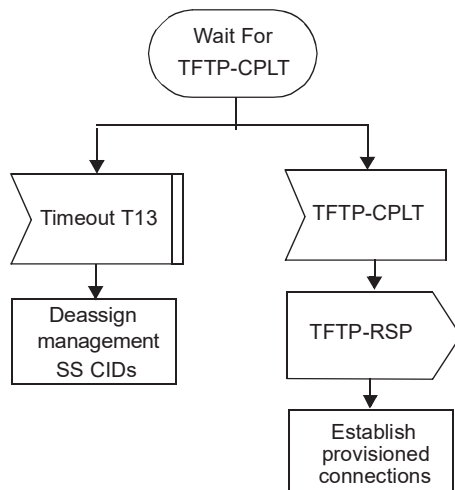 Wait For
TFTP-CPLT
Timeout T13
TFTP-CPLT
Deassign
management
SS CIDs
TFTP-RSP
Establish
provisioned
connections